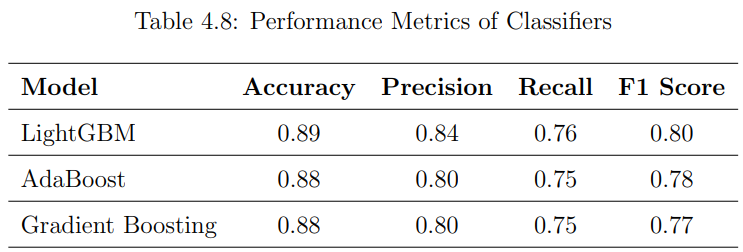 Table 4.8: Performance Metrics of Classifiers
Model Accuracy Precision Recall F1 Score
LightGBM 0.89 0.84 0.76 0.80
AdaBoost 0.88 0.80 0.75 0.78
Gradient Boosting 0.88 0.80 0.75 0.77